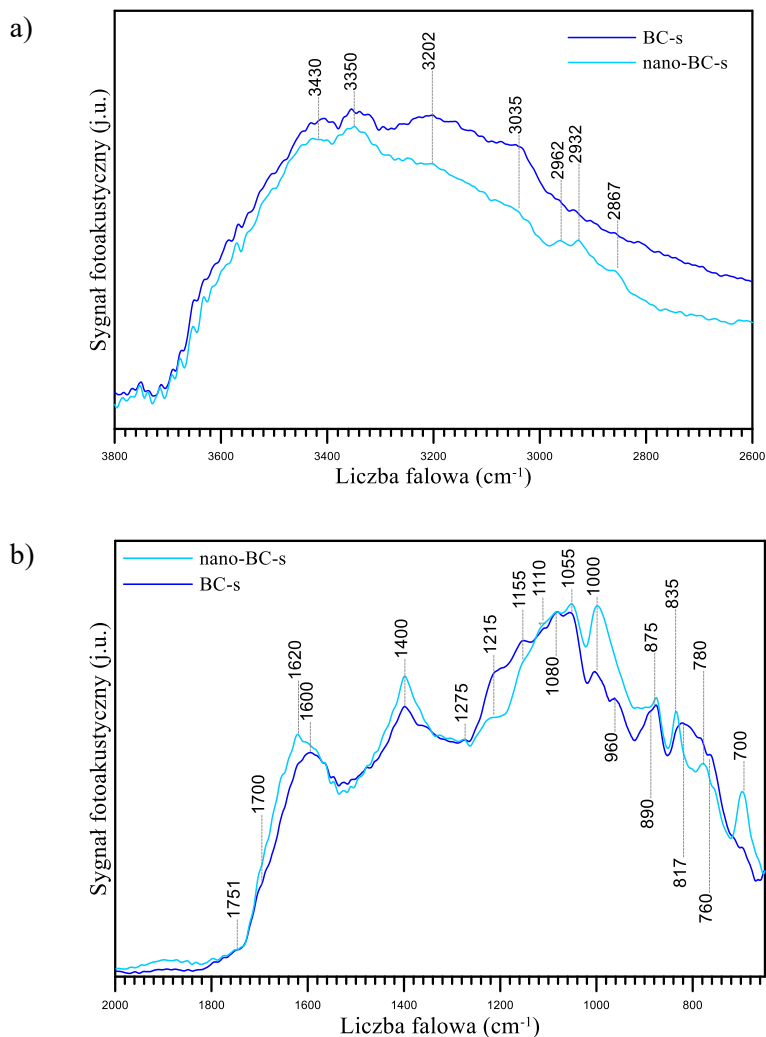 a)
BC-s
nano-BC-s
3430
3350
3202
3035
2962
2932
2867
Sygnał fotoakustyczny (j.u.)
3800 3600 3400 3200 3000 2800 2600
Liczba falowa (cm-1)
b)
nano-BC-s
BC-s
1751
1700
1620
1600
1400
1275
1215
1155
1110
1080
1055
1000
960
890
875
835
817
780
760
700
Sygnał fotoakustyczny (j.u.)
2000 1800 1600 1400 1200 1000 800
Liczba falowa (cm-1)